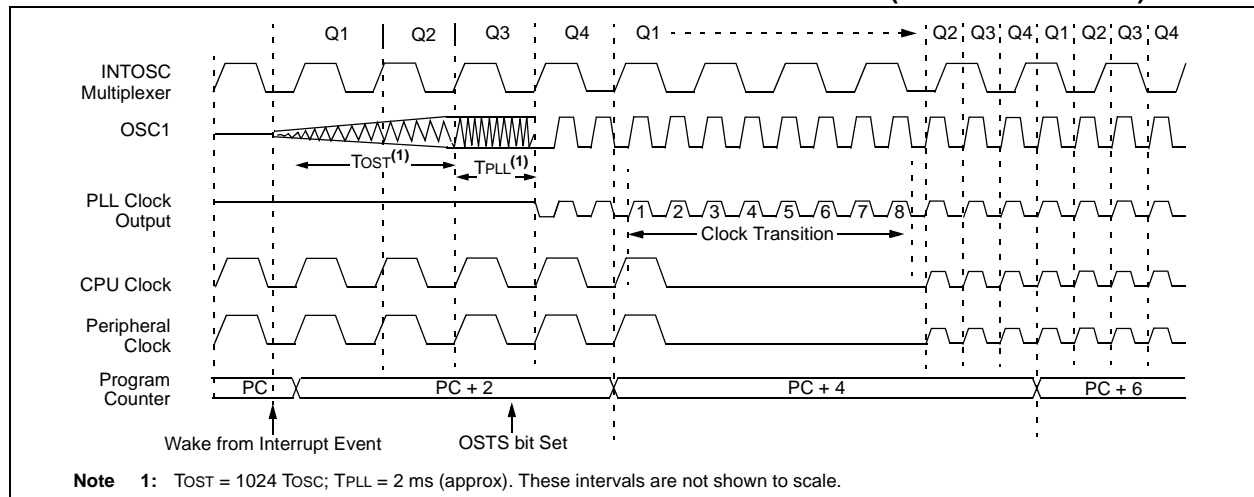 Q1 Q2 Q3 Q4 Q1 Q2 Q3 Q4 Q1 Q2 Q3 Q4
INTOSC
Multiplexer
OSC1
TOST(1)
TPLL(1)
PLL Clock
Output
1 2 3 4 5 6 7 8
Clock Transition
CPU Clock
Peripheral
Clock
Program
Counter
PC PC + 2 PC + 4 PC + 6
Wake from Interrupt Event OSTS bit Set
Note 1: TOST = 1024 TOSC; TPLL = 2 ms (approx). These intervals are not shown to scale.